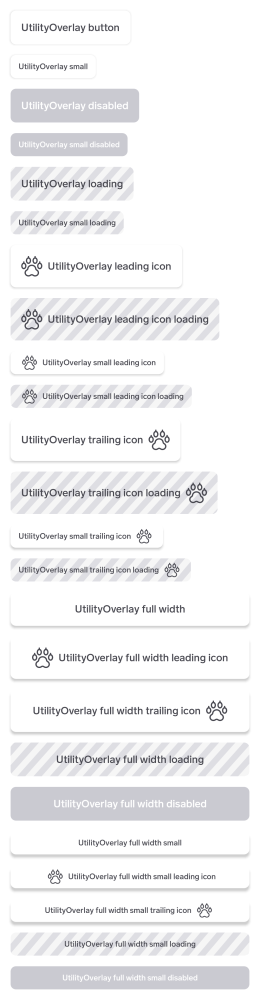 UtilityOverlay button
UtilityOverlay small
UtilityOverlay disabled
UtilityOverlay small disabled
UtilityOverlay loading
UtilityOverlay small loading
UtilityOverlay leading icon
UtilityOverlay leading icon loading
UtilityOverlay small leading icon
UtilityOverlay small leading icon loading
UtilityOverlay trailing icon
UtilityOverlay trailing icon loading
UtilityOverlay small trailing icon
UtilityOverlay small trailing icon loading
UtilityOverlay full width
UtilityOverlay full width leading icon
UtilityOverlay full width trailing icon
UtilityOverlay full width loading
UtilityOverlay full width disabled
UtilityOverlay full width small
UtilityOverlay full width small leading icon
UtilityOverlay full width small trailing icon
UtilityOverlay full width small loading
UtilityOverlay full width small disabled